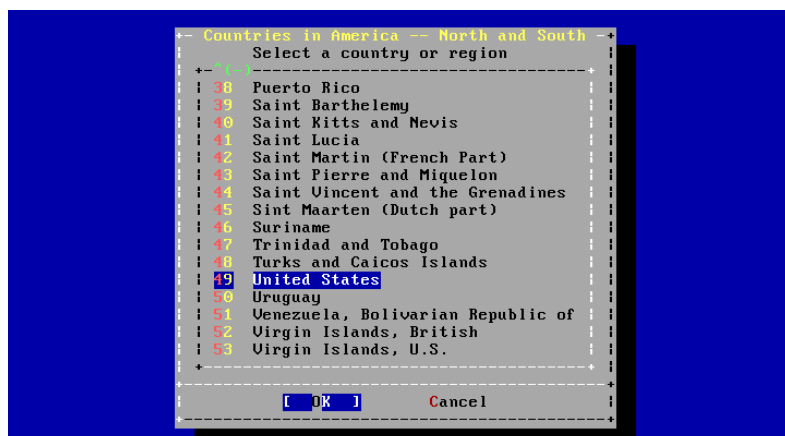 Countries in America -- North and South
Select a country or region
^(-)
38 Puerto Rico
39 Saint Barthelemy
40 Saint Kitts and Nevis
41 Saint Lucia
42 Saint Martin (French Part)
43 Saint Pierre and Miquelon
44 Saint Vincent and the Grenadines
45 Sint Maarten (Dutch part)
46 Suriname
47 Trinidad and Tobago
48 Turks and Caicos Islands
49 United States
50 Uruguay
51 Venezuela, Bolivarian Republic of
52 Virgin Islands, British
53 Virgin Islands, U.S.
[ OK ] Cancel